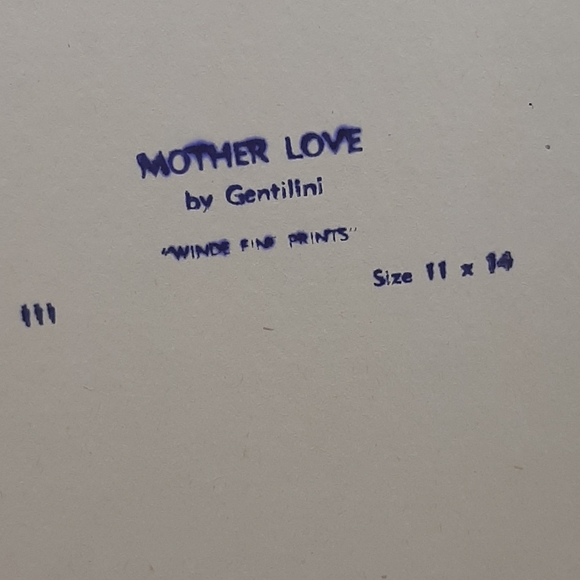 MOTHER LOVE
by Gentilini
"WINDE FINE PRINTS"
Size 11 x 14
111